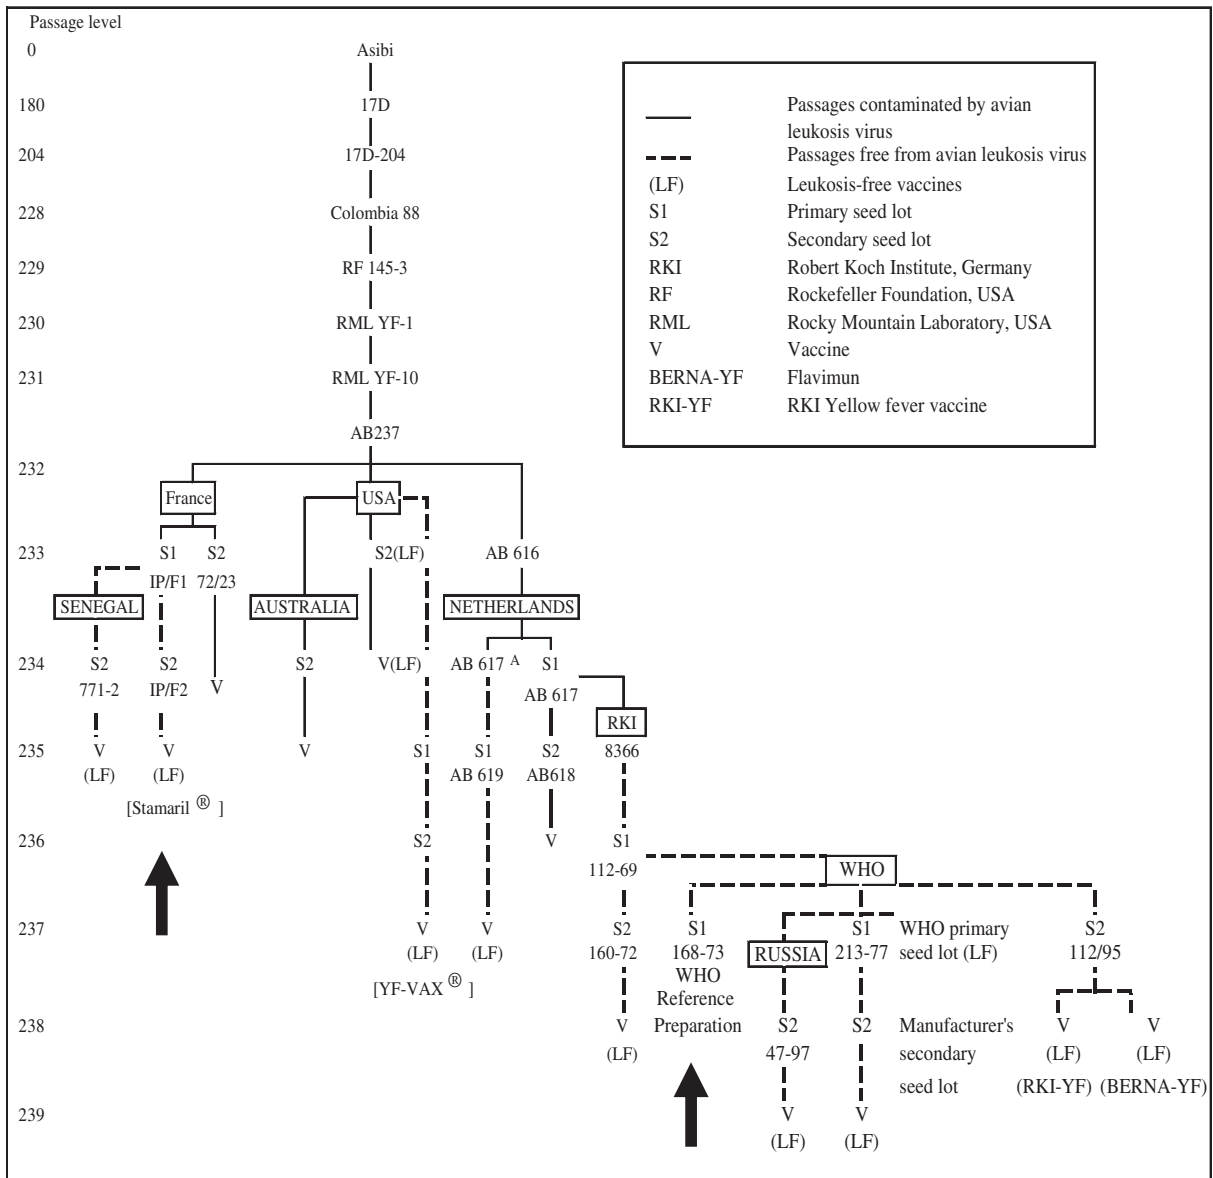 Passage level
0 Asibi
180 17D
204 17D-204
228 Colombia 88
229 RF 145-3
230 RML YF-1
231 RML YF-10
AB237
232
France USA
233 S1 S2 S2(LF) AB 616
IP/F1 72/23
SENEGAL AUSTRALIA NETHERLANDS
234 S2 S2 S2 V(LF) AB 617 A S1
771-2 IP/F2 V AB 617
RKI
235 V V V S1 S1 S2 8366
(LF) (LF) AB 619 AB618
[Stamaril ® ]
236 S2 V S1
112-69 WHO
237 V V S2 S1 S1 WHO primary S2
(LF) (LF) 160-72 168-73 RUSSIA 213-77 seed lot (LF) 112/95
[YF-VAX ® ] WHO
Reference
238 V Preparation S2 S2 Manufacturer's V V
(LF) 47-97 secondary (LF) (LF)
seed lot (RKI-YF) (BERNA-YF)
239 V V
(LF) (LF)
Passages contaminated by avian
leukosis virus
Passages free from avian leukosis virus
(LF) Leukosis-free vaccines
S1 Primary seed lot
S2 Secondary seed lot
RKI Robert Koch Institute, Germany
RF Rockefeller Foundation, USA
RML Rocky Mountain Laboratory, USA
V Vaccine
BERNA-YF Flavimun
RKI-YF RKI Yellow fever vaccine